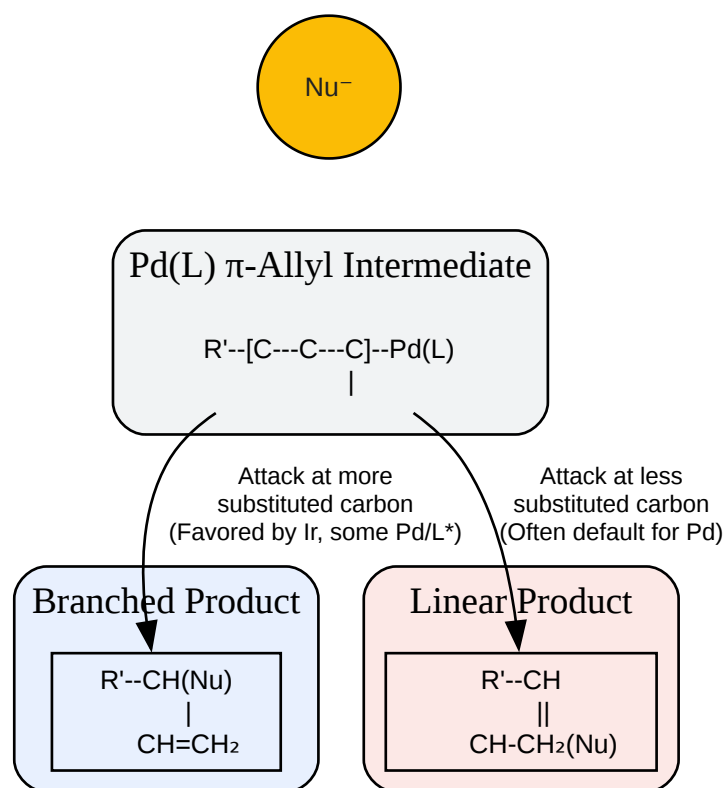 Nu⁻
Pd(L) π-Allyl Intermediate
R'--[C---C---C]--Pd(L)
|
Attack at more
substituted carbon
(Favored by Ir, some Pd/L*)
Attack at less
substituted carbon
(Often default for Pd)
Branched Product
R'--CH(Nu)
|
CH=CH₂
Linear Product
R'--CH
||
CH-CH₂(Nu)